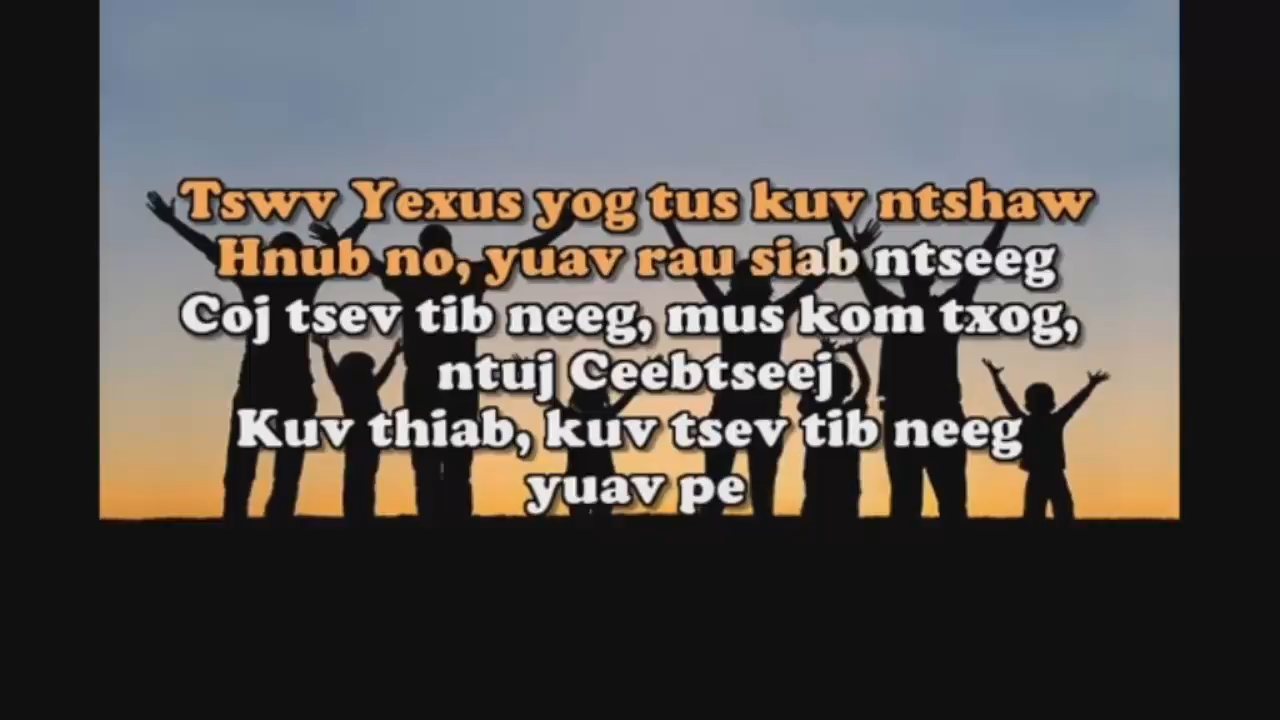 Tswv Yexus yog tus kuv ntshaw
Hnub no, yuav rau siab ntseeg
Coj tsev tib neeg, mus kom txog,
ntuj Ceebtseej
Kuv thiab, kuv tsev tib neeg
yuav pe